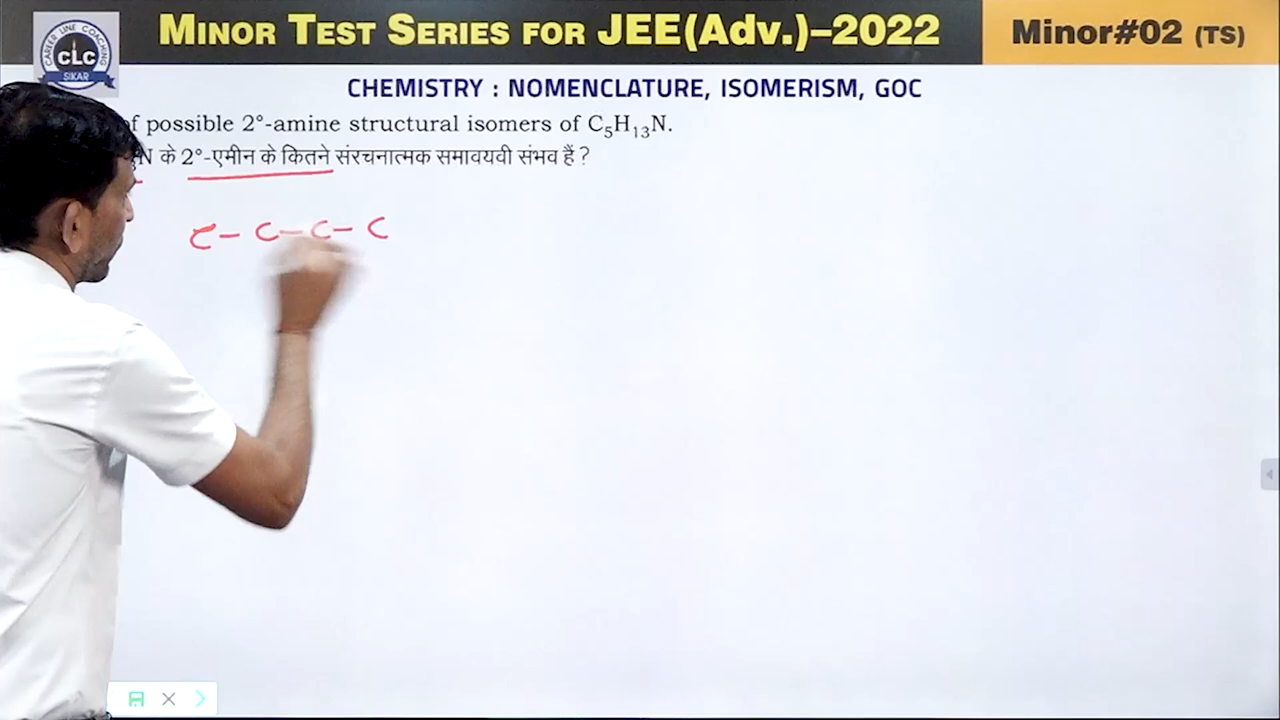 MINOR TEST SERIES FOR JEE(Adv.)–2022
Minor#02 (TS)
CAREER LINE COACHING
CLC
SIKAR
CHEMISTRY : NOMENCLATURE, ISOMERISM, GOC
of possible 2°-amine structural isomers of C₅H₁₃N.
N के 2°-एमीन के कितने संरचनात्मक समावयवी संभव हैं ?
C – C – C – C